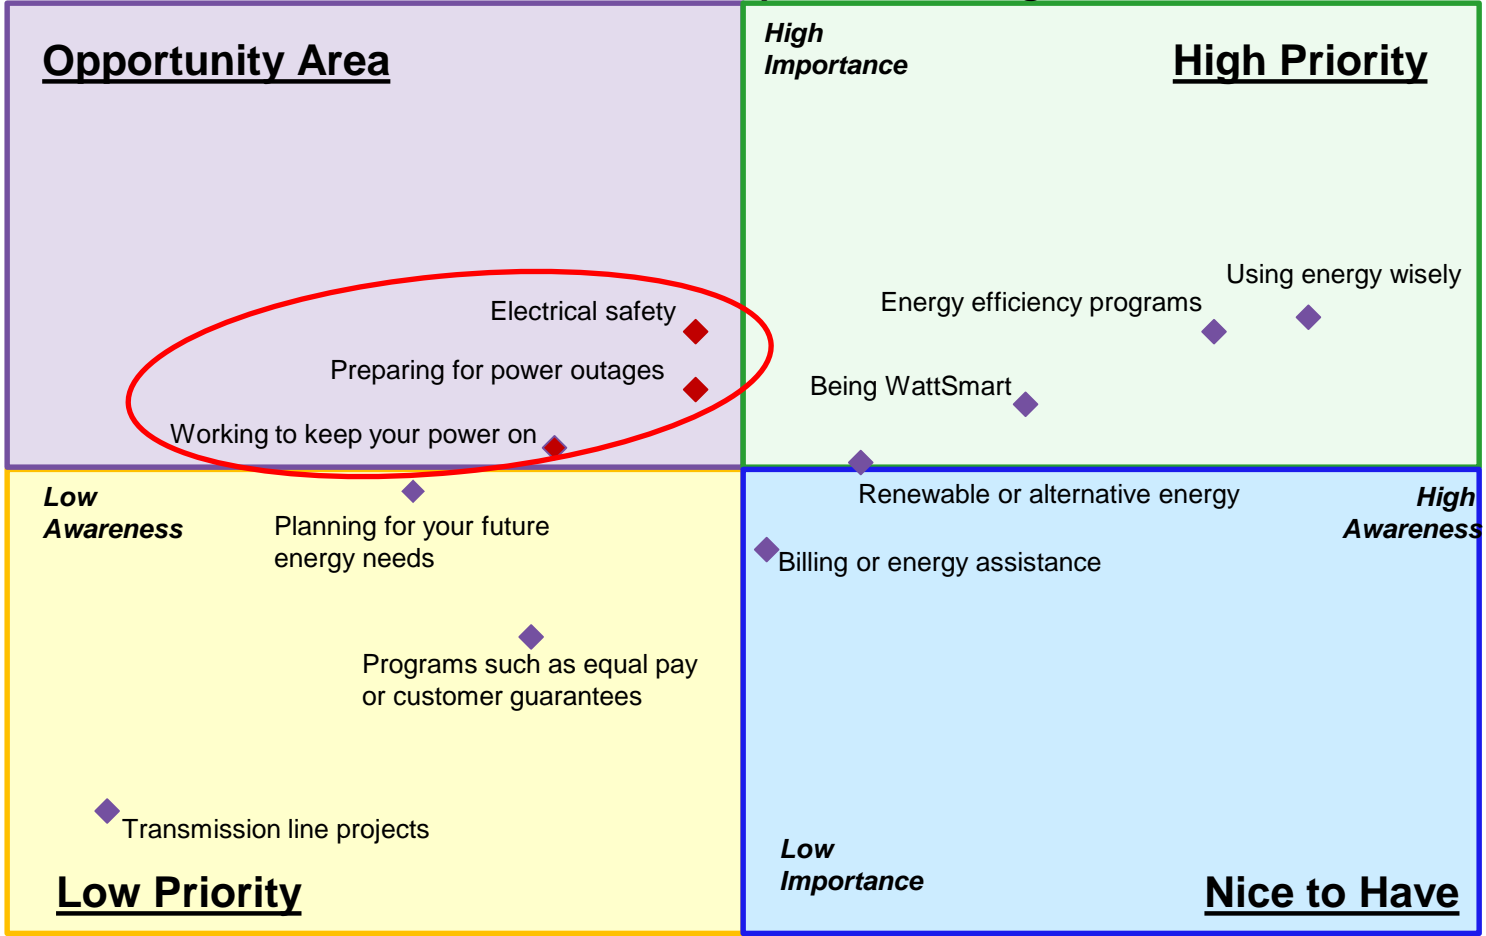 Opportunity Area
High
Importance
High Priority
Using energy wisely
Energy efficiency programs
Electrical safety
Preparing for power outages
Being WattSmart
Working to keep your power on
Low
Awareness
Renewable or alternative energy
High
Awareness
Planning for your future
energy needs
Billing or energy assistance
Programs such as equal pay
or customer guarantees
Transmission line projects
Low
Importance
Low Priority
Nice to Have